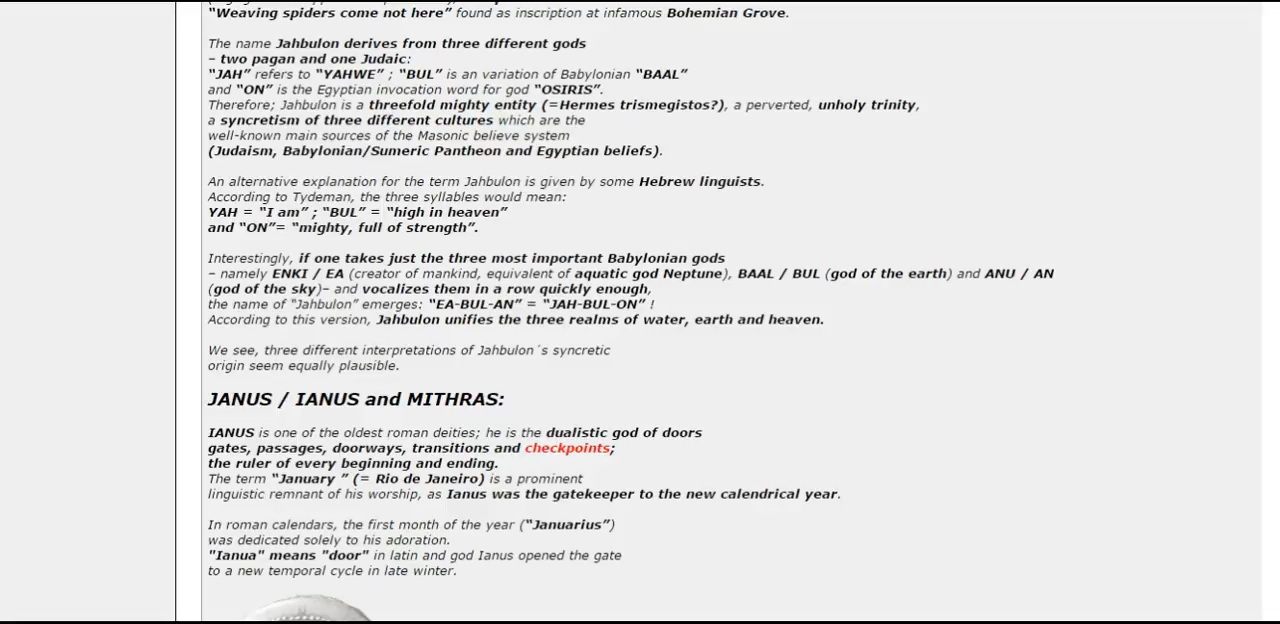 “Weaving spiders come not here” found as inscription at infamous Bohemian Grove.
The name Jahbulon derives from three different gods
– two pagan and one Judaic:
“JAH” refers to “YAHWE” ; “BUL” is an variation of Babylonian “BAAL”
and “ON” is the Egyptian invocation word for god “OSIRIS”.
Therefore; Jahbulon is a threefold mighty entity (=Hermes trismegistos?), a perverted, unholy trinity,
a syncretism of three different cultures which are the
well-known main sources of the Masonic believe system
(Judaism, Babylonian/Sumeric Pantheon and Egyptian beliefs).
An alternative explanation for the term Jahbulon is given by some Hebrew linguists.
According to Tydeman, the three syllables would mean:
YAH = “I am” ; “BUL” = “high in heaven”
and “ON”= “mighty, full of strength”.
Interestingly, if one takes just the three most important Babylonian gods
– namely ENKI / EA (creator of mankind, equivalent of aquatic god Neptune), BAAL / BUL (god of the earth) and ANU / AN
(god of the sky)– and vocalizes them in a row quickly enough,
the name of “Jahbulon” emerges: “EA-BUL-AN” = “JAH-BUL-ON” !
According to this version, Jahbulon unifies the three realms of water, earth and heaven.
We see, three different interpretations of Jahbulon´s syncretic
origin seem equally plausible.
JANUS / IANUS and MITHRAS:
IANUS is one of the oldest roman deities; he is the dualistic god of doors
gates, passages, doorways, transitions and checkpoints;
the ruler of every beginning and ending.
The term “January ” (= Rio de Janeiro) is a prominent
linguistic remnant of his worship, as Ianus was the gatekeeper to the new calendrical year.
In roman calendars, the first month of the year (“Januarius”)
was dedicated solely to his adoration.
"Ianua" means "door" in latin and god Ianus opened the gate
to a new temporal cycle in late winter.